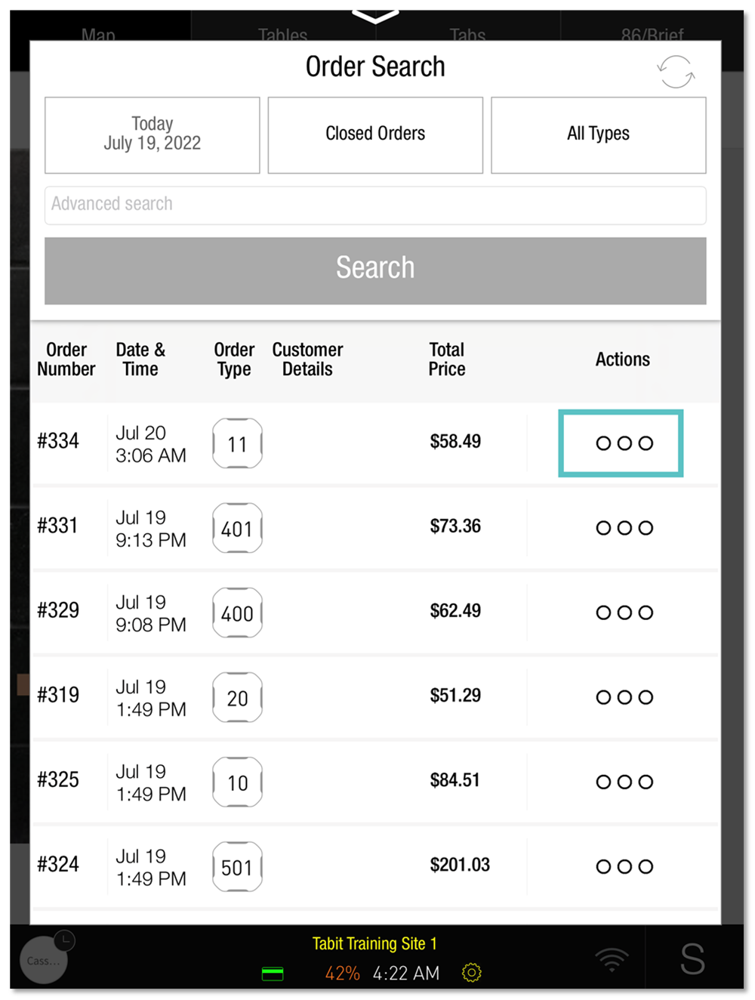 Map Tables Tabs 86/Brief
Order Search
Today
July 19, 2022
Closed Orders
All Types
Advanced search
Search
Order
Number
Date &
Time
Order
Type
Customer
Details
Total
Price
Actions
#334
Jul 20
3:06 AM
11
$58.49
#331
Jul 19
9:13 PM
401
$73.36
#329
Jul 19
9:08 PM
400
$62.49
#319
Jul 19
1:49 PM
20
$51.29
#325
Jul 19
1:49 PM
10
$84.51
#324
Jul 19
1:49 PM
501
$201.03
Cass...
Tabit Training Site 1
42% 4:22 AM
S